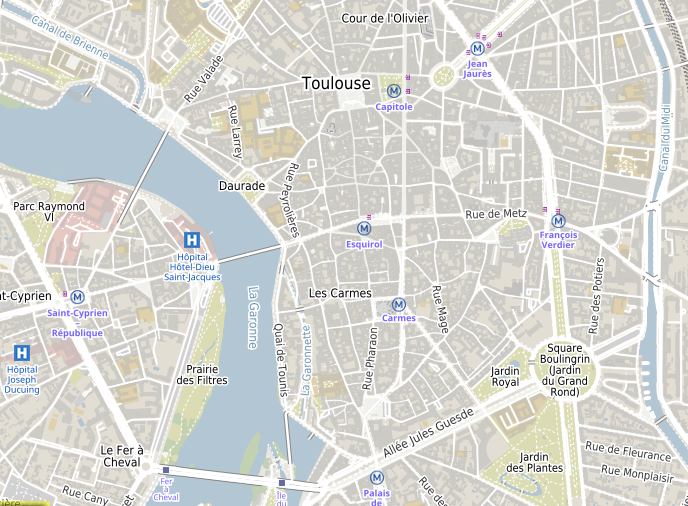 Cour de l'Olivier
Canal de Brienne
Jean
Jaurès
Rue Valade
Toulouse
Capitole
Rue Larrey
Canal du Midi
Daurade
Rue Peyrolières
Parc Raymond
VI
Rue de Metz
Esquirol
François
Verdier
Hôpital
Hôtel-Dieu
Saint-Jacques
Rue des Potiers
nt-Cyprien
Saint-Cyprien
République
La Garonne
Les Carmes
Carmes
Rue Mage
Quai de Tounis
La Garonnette
Rue Pharaon
Hôpital
Joseph
Ducuing
Prairie
des Filtres
Square
Boulingrin
(Jardin
du Grand
Rond)
Jardin
Royal
Allée Jules Guesde
Le Fer à
Cheval
Jardin
des Plantes
Rue de Fleurance
Rue Monplaisir
Fer
à
Cheval
Île
du
Palais
de
Rue Cany
Rue de